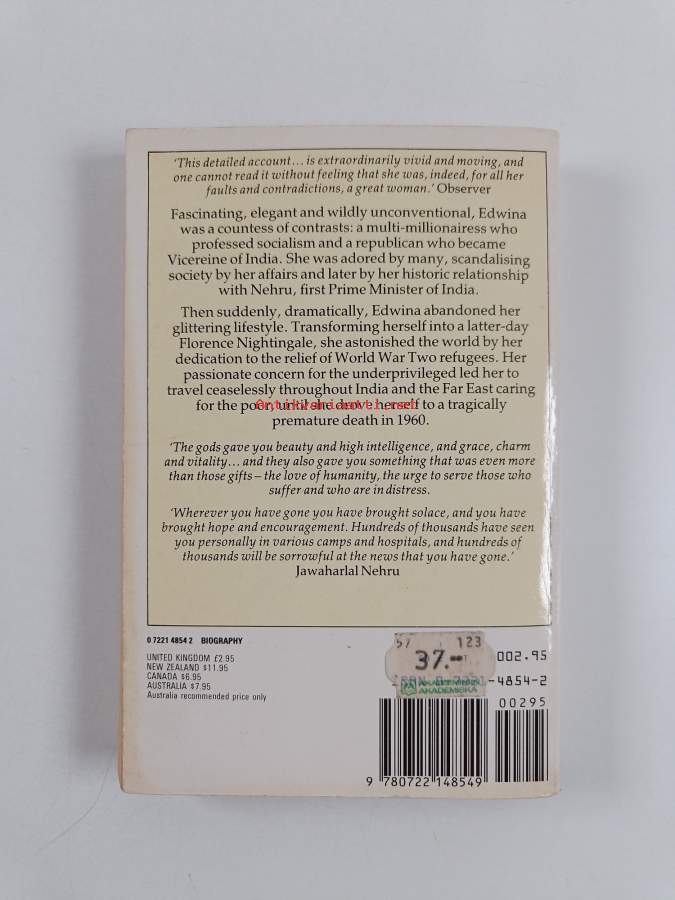 ‘This detailed account... is extraordinarily vivid and moving, and
one cannot read it without feeling that she was, indeed, for all her
faults and contradictions, a great woman.’ Observer
Fascinating, elegant and wildly unconventional, Edwina
was a countess of contrasts: a multi-millionairess who
professed socialism and a republican who became
Vicereine of India. She was adored by many, scandalising
society by her affairs and later by her historic relationship
with Nehru, first Prime Minister of India.
Then suddenly, dramatically, Edwina abandoned her
glittering lifestyle. Transforming herself into a latter-day
Florence Nightingale, she astonished the world by her
dedication to the relief of World War Two refugees. Her
passionate concern for the underprivileged led her to
travel ceaselessly throughout India and the Far East caring
for the poor, until she drove herself to a tragically
premature death in 1960.
‘The gods gave you beauty and high intelligence, and grace, charm
and vitality... and they also gave you something that was even more
than those gifts – the love of humanity, the urge to serve those who
suffer and who are in distress.
‘Wherever you have gone you have brought solace, and you have
brought hope and encouragement. Hundreds of thousands have seen
you personally in various camps and hospitals, and hundreds of
thousands will be sorrowful at the news that you have gone.’
Jawaharlal Nehru
0 7221 4854 2 BIOGRAPHY
UNITED KINGDOM £2.95
NEW ZEALAND $11.95
CANADA $6.95
AUSTRALIA $7.95
Australia recommended price only
57 123
37.-
002.95
-4854-2
AKATEEMINEN
AKADEMISKA
00295
9 780722 148549